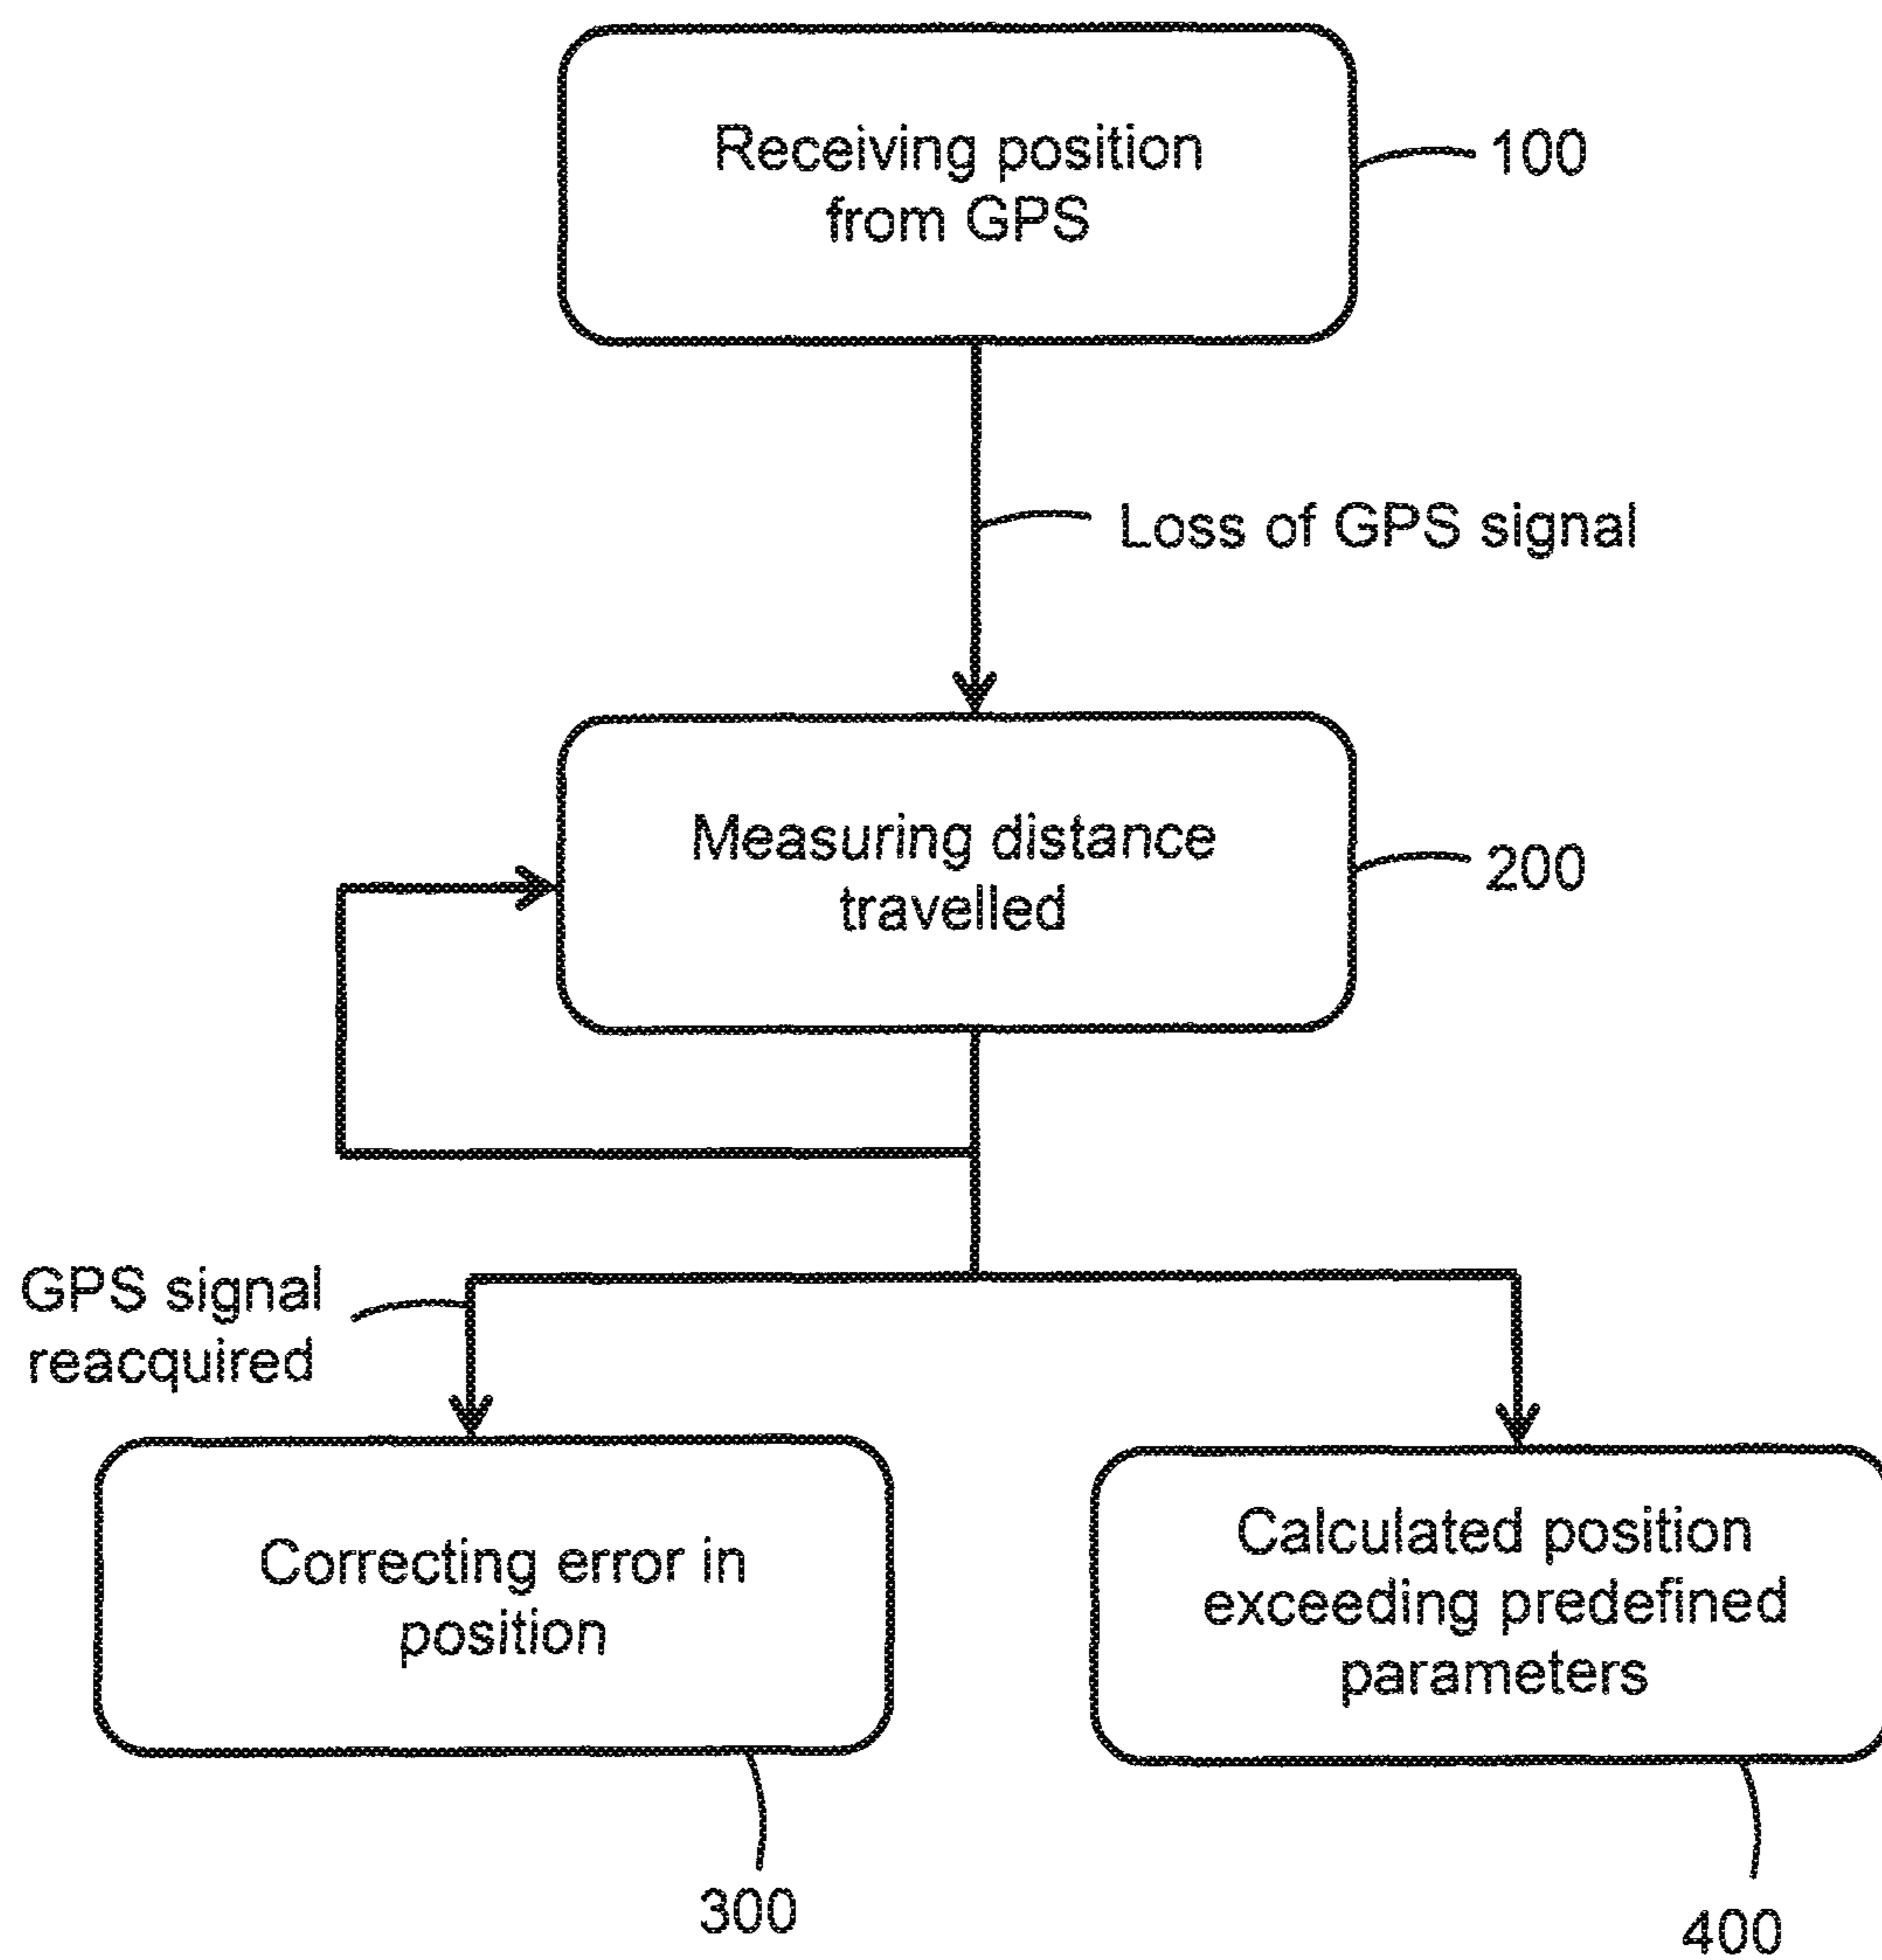 Receiving position
from GPS
100
Loss of GPS signal
Measuring distance
travelled
200
GPS signal
reacquired
Correcting error in
position
Calculated position
exceeding predefined
parameters
300
400